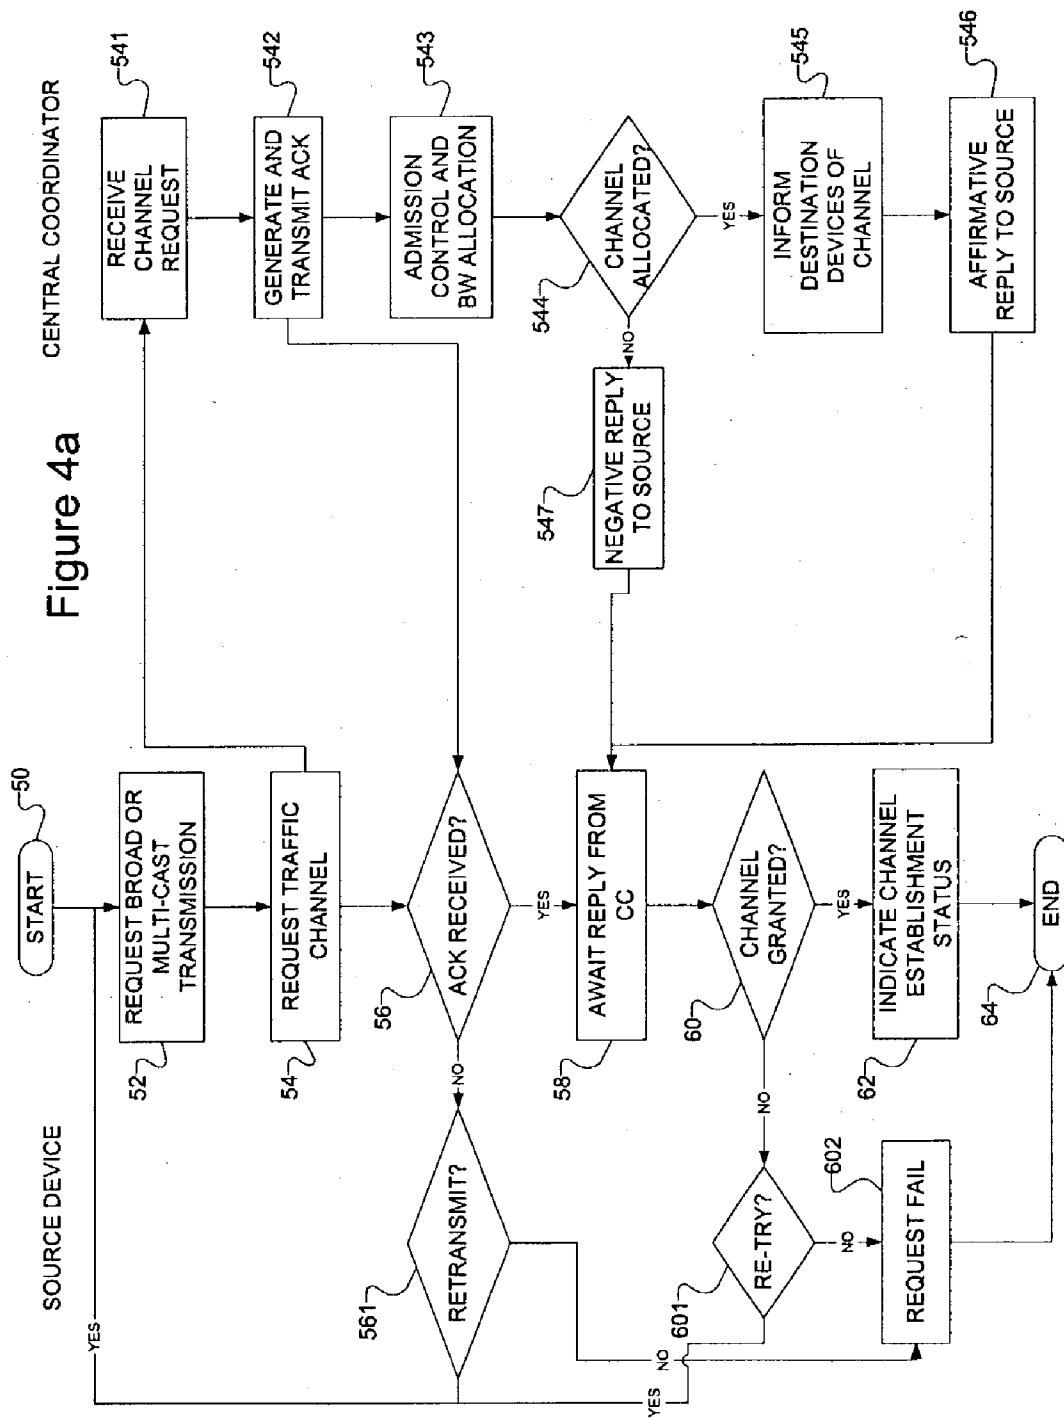 Figure 4a
SOURCE DEVICE
CENTRAL COORDINATOR
START
50
REQUEST BROAD OR
MULTI-CAST
TRANSMISSION
52
REQUEST TRAFFIC
CHANNEL
54
ACK RECEIVED?
56
NO
YES
RETRANSMIT?
561
YES
NO
AWAIT REPLY FROM
CC
58
CHANNEL
GRANTED?
60
NO
YES
RE-TRY?
601
YES
NO
REQUEST FAIL
602
INDICATE CHANNEL
ESTABLISHMENT
STATUS
62
END
64
RECEIVE
CHANNEL
REQUEST
541
GENERATE AND
TRANSMIT ACK
542
ADMISSION
CONTROL AND
BW ALLOCATION
543
CHANNEL
ALLOCATED?
544
NO
YES
NEGATIVE REPLY
TO SOURCE
547
INFORM
DESTINATION
DEVICES OF
CHANNEL
545
AFFIRMATIVE
REPLY TO SOURCE
546